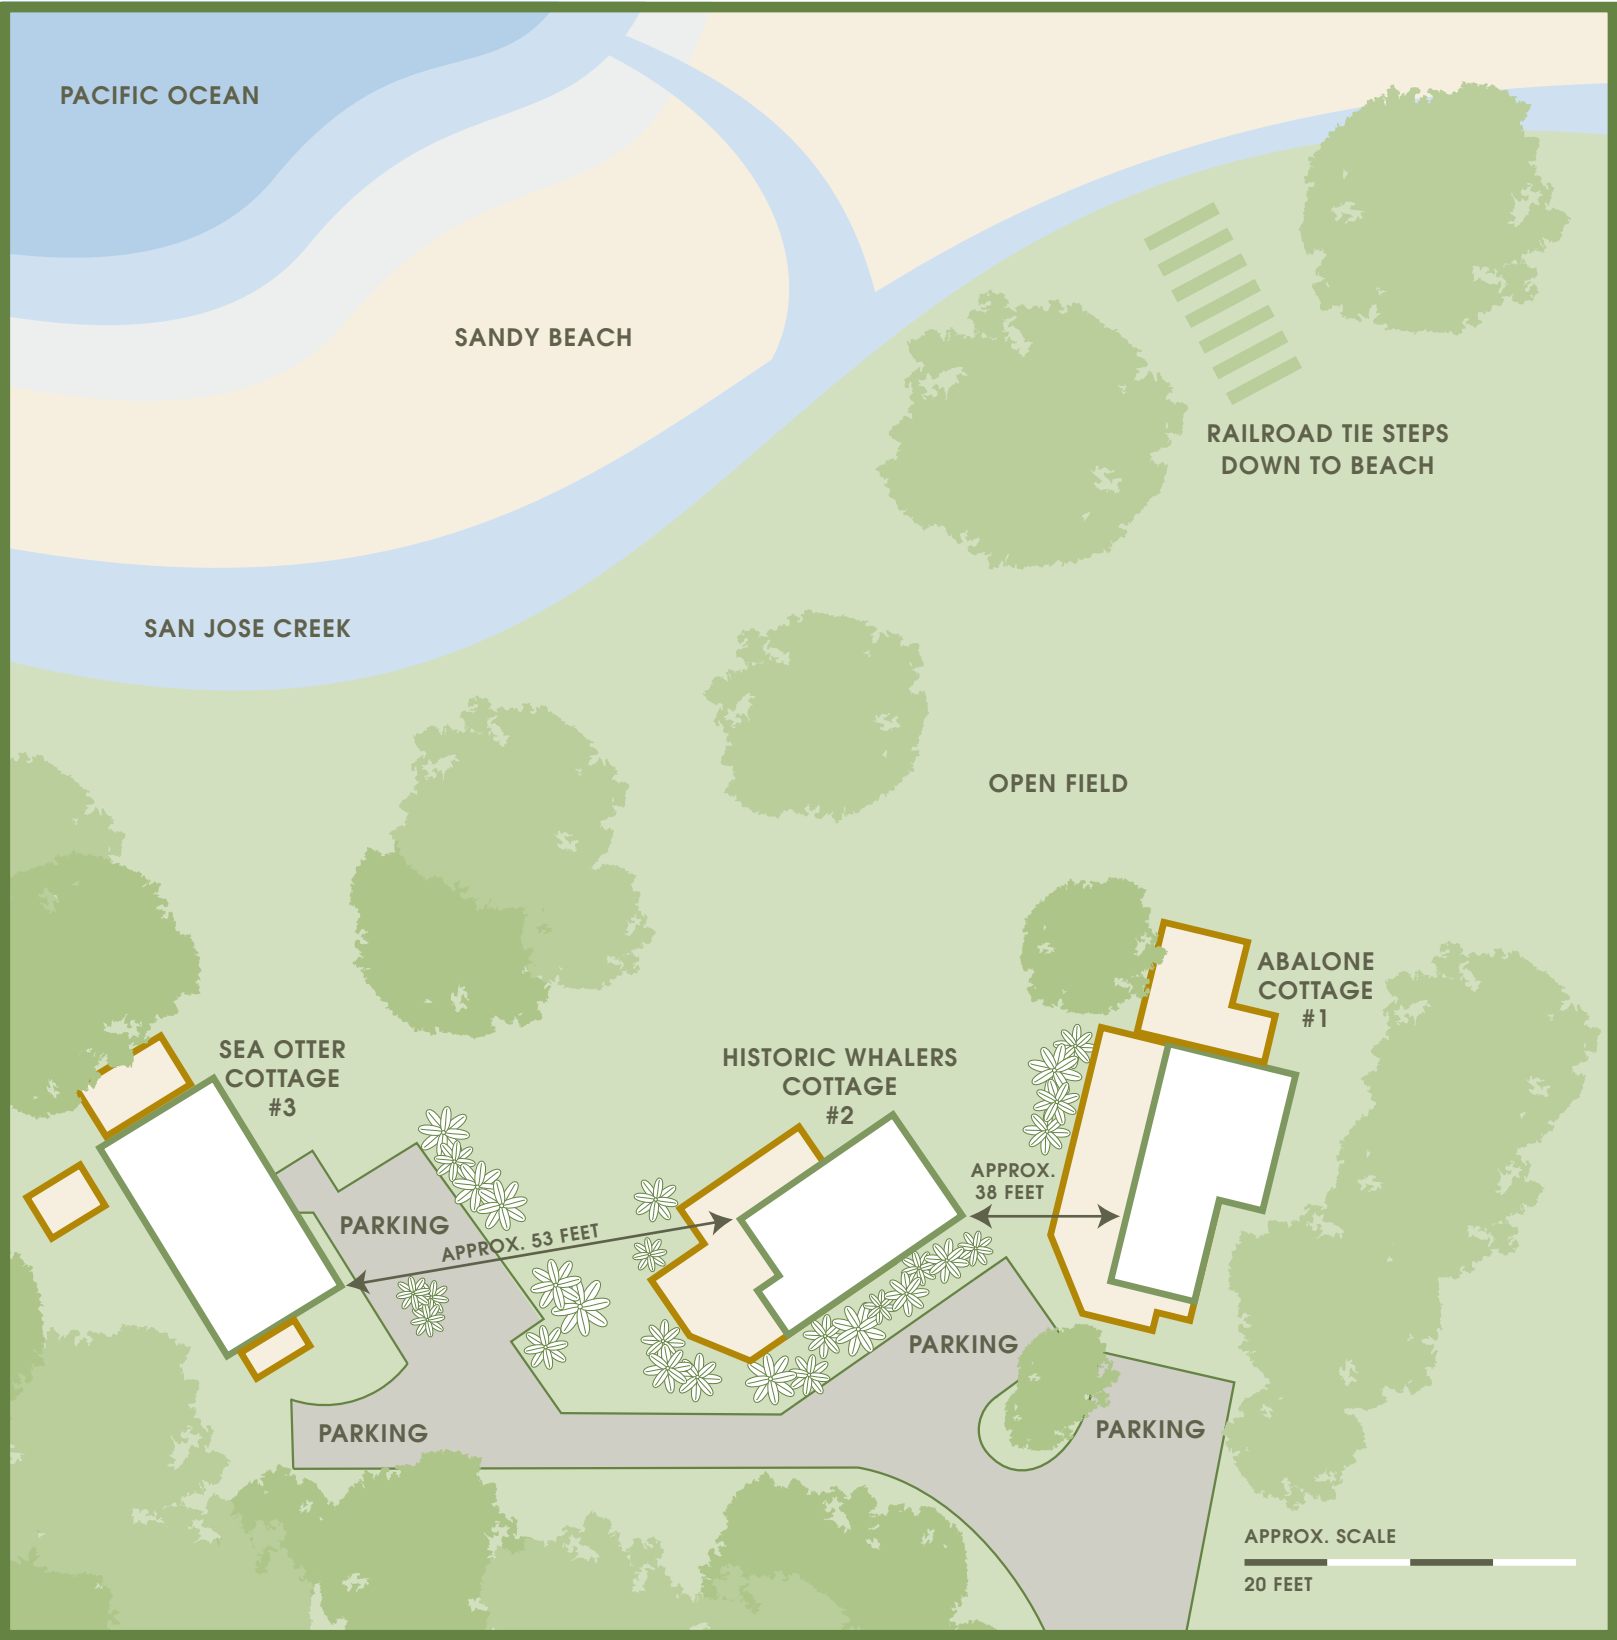 PACIFIC OCEAN
SANDY BEACH
RAILROAD TIE STEPS
DOWN TO BEACH
SAN JOSE CREEK
OPEN FIELD
ABALONE
COTTAGE
#1
SEA OTTER
COTTAGE
#3
HISTORIC WHALERS
COTTAGE
#2
APPROX.
38 FEET
PARKING
APPROX. 53 FEET
PARKING
PARKING
PARKING
APPROX. SCALE
20 FEET